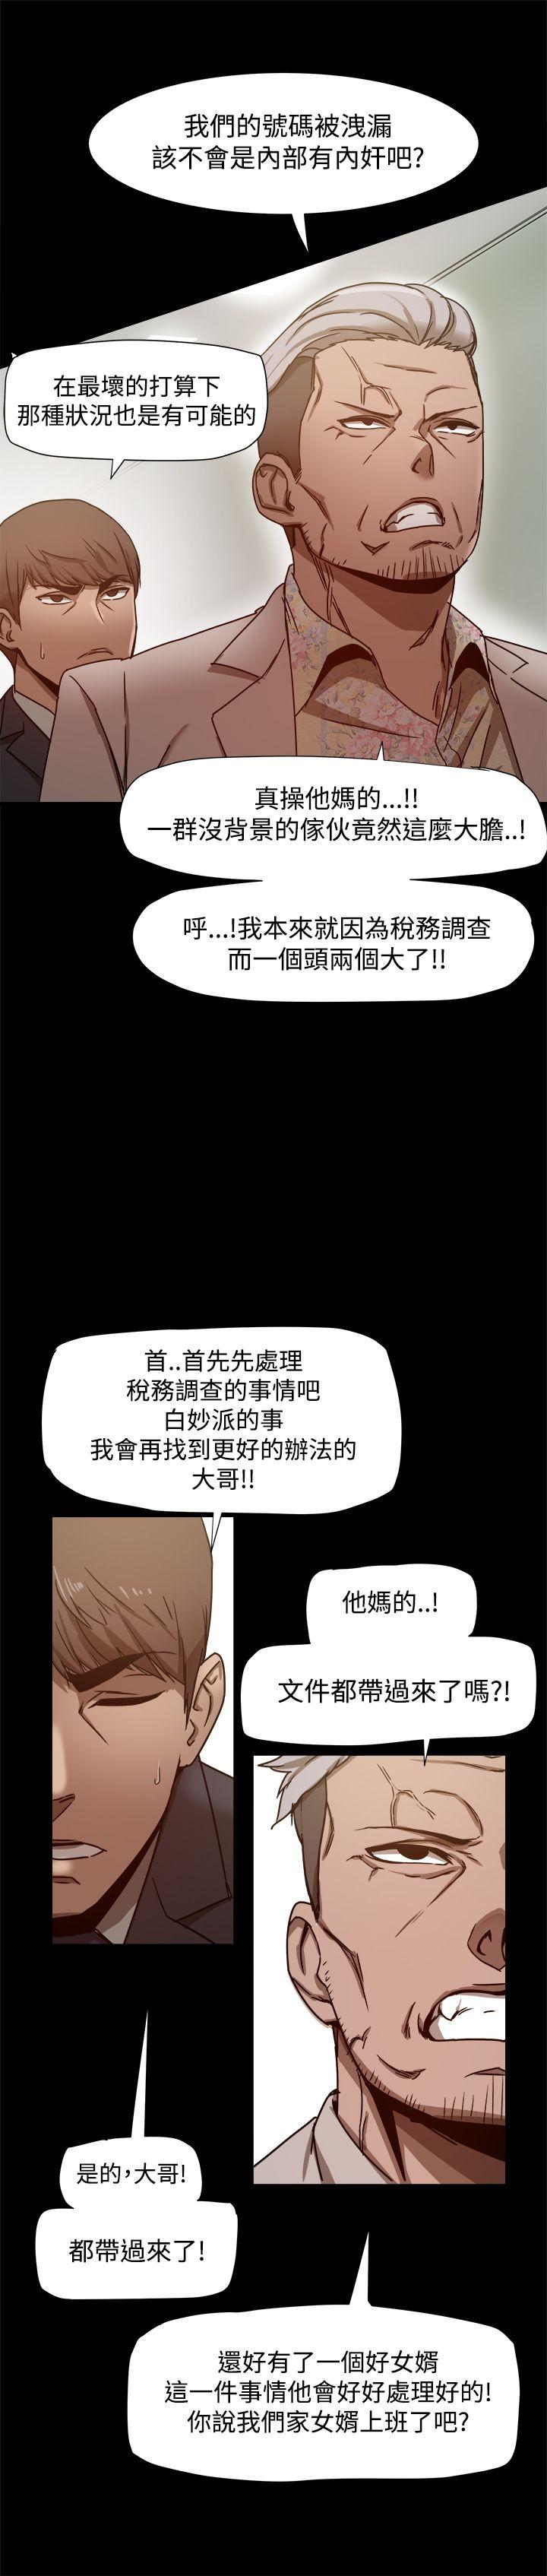 我們的號碼被洩漏
該不會是內部有內奸吧?
在最壞的打算下
那種狀況也是有可能的
真操他媽的...!!
一群沒背景的傢伙竟然這麼大膽..!
呼...!我本來就因為稅務調查
而一個頭兩個大了!!
首..首先先處理
稅務調查的事情吧
白妙派的事
我會再找到更好的辦法的
大哥!!
他媽的..!
文件都帶過來了嗎?!
是的,大哥!
都帶過來了!
還好有了一個好女婿
這一件事情他會好好處理好的!
你說我們家女婿上班了吧?